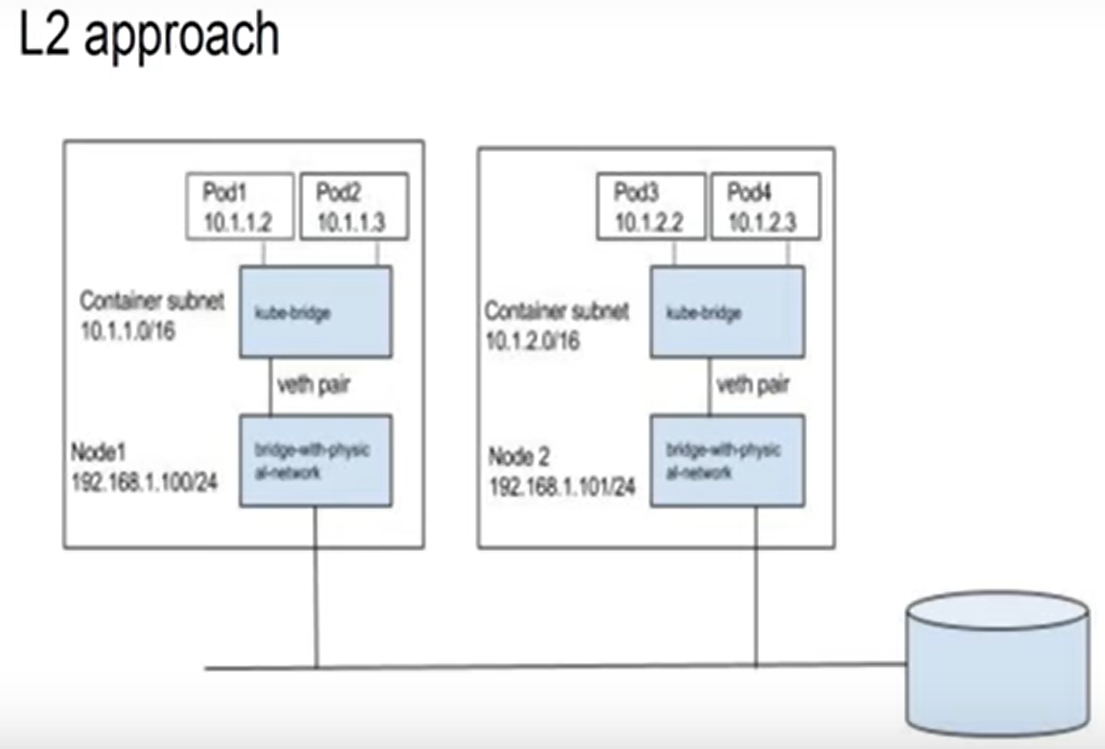 L2 approach
Pod1
10.1.1.2
Pod2
10.1.1.3
Container subnet
10.1.1.0/16
kube-bridge
veth pair
Node1
192.168.1.100/24
bridge-with-physic
al-network
Pod3
10.1.2.2
Pod4
10.1.2.3
Container subnet
10.1.2.0/16
kube-bridge
veth pair
Node 2
192.168.1.101/24
bridge-with-physic
al-network